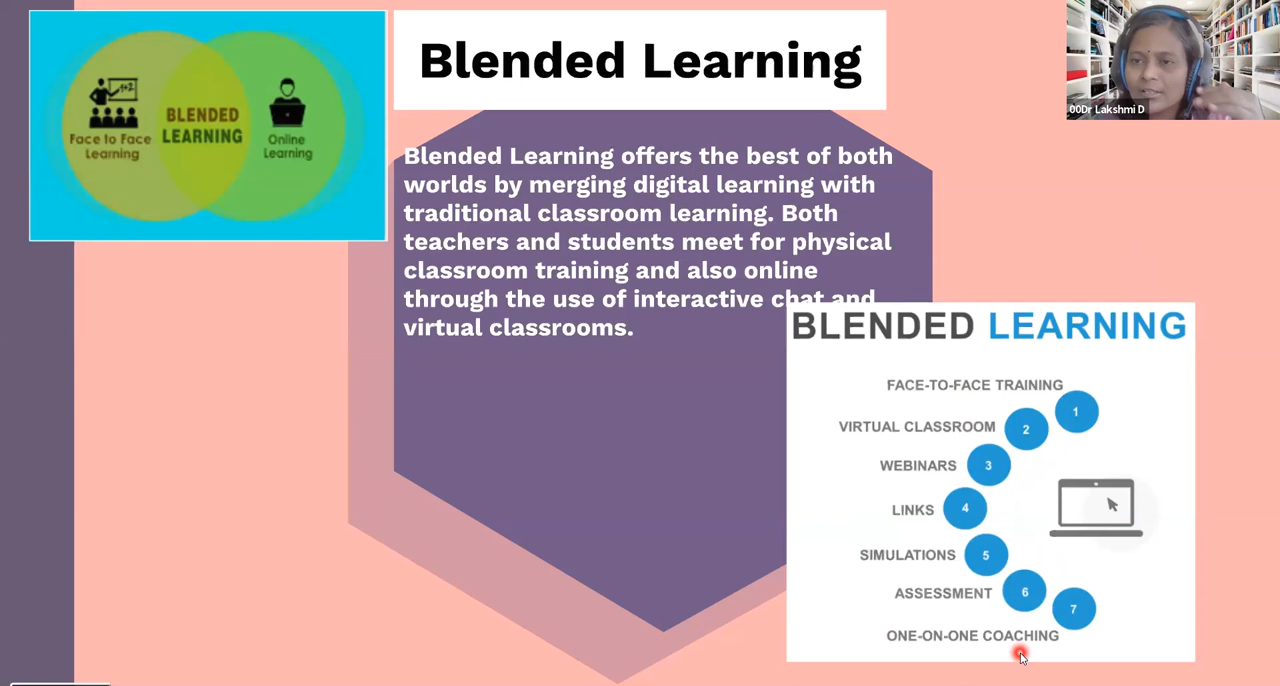 Blended Learning
1+2
Face to Face
Learning
BLENDED
LEARNING
Online
Learning
00Dr Lakshmi D
Blended Learning offers the best of both
worlds by merging digital learning with
traditional classroom learning. Both
teachers and students meet for physical
classroom training and also online
through the use of interactive chat and
virtual classrooms.
BLENDED LEARNING
FACE-TO-FACE TRAINING
1
VIRTUAL CLASSROOM 2
WEBINARS 3
LINKS 4
SIMULATIONS 5
ASSESSMENT 6
7
ONE-ON-ONE COACHING